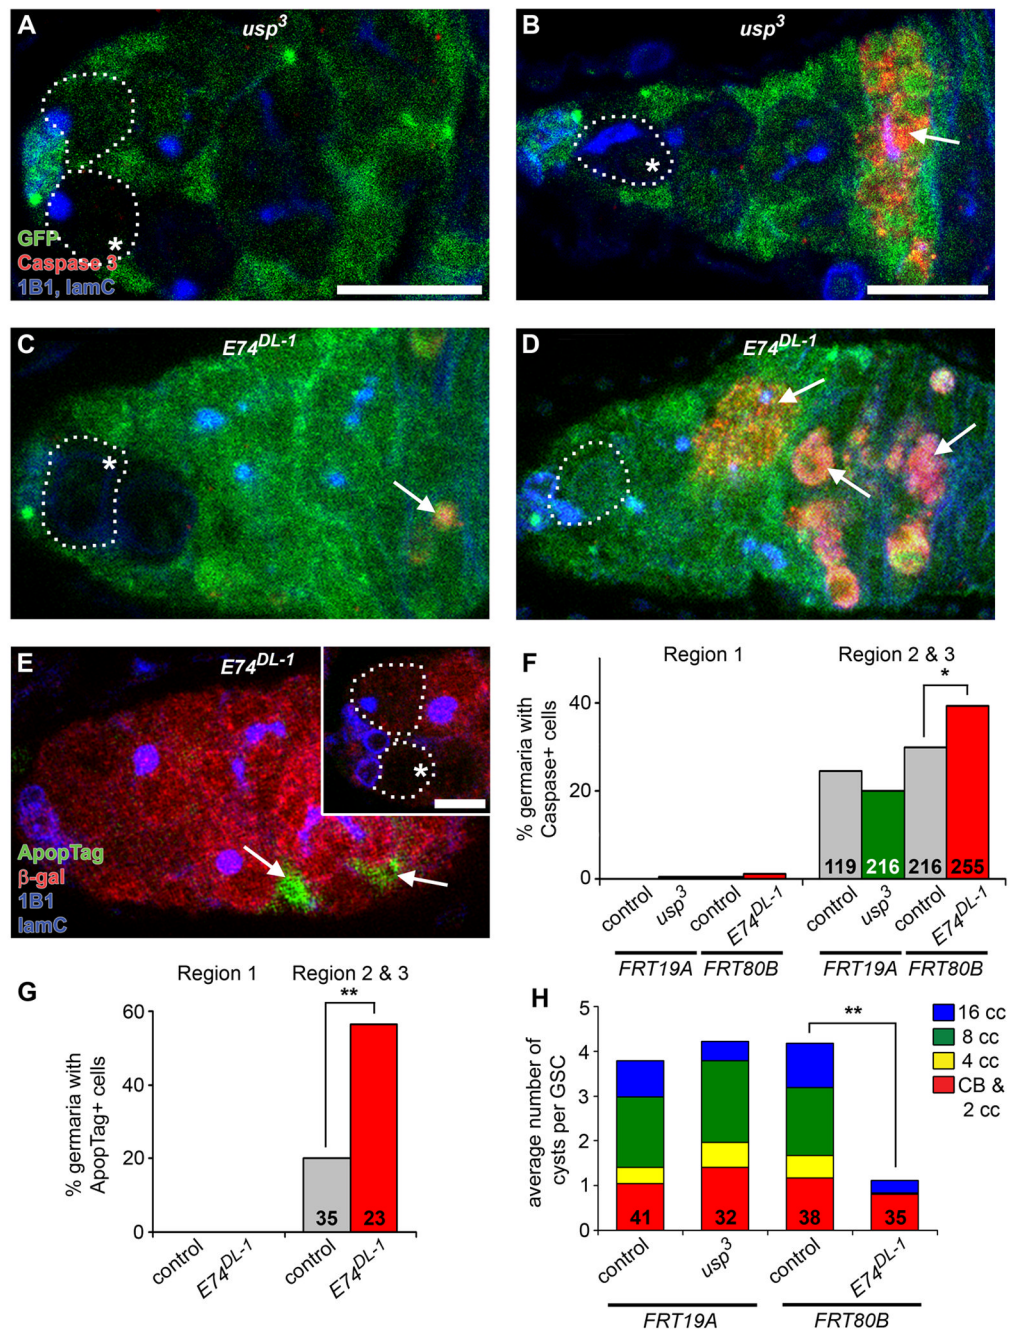 A
usp3
*
GFP
Caspase 3
1B1, lamC
B
usp3
*
C
E74DL-1
*
D
E74DL-1
E
E74DL-1
*
ApopTag
β-gal
1B1
lamC
F
Region 1
Region 2 & 3
*
% germaria with
Caspase+ cells
40
20
0
119
216
216
255
control
usp3
control
E74DL-1
control
usp3
control
E74DL-1
FRT19A
FRT80B
FRT19A
FRT80B
G
Region 1
Region 2 & 3
**
% germaria with
ApopTag+ cells
60
40
20
0
35
23
control
E74DL-1
control
E74DL-1
H
average number of
cysts per GSC
5
4
3
2
1
0
**
16 cc
8 cc
4 cc
CB &
2 cc
41
32
38
35
control
usp3
control
E74DL-1
FRT19A
FRT80B